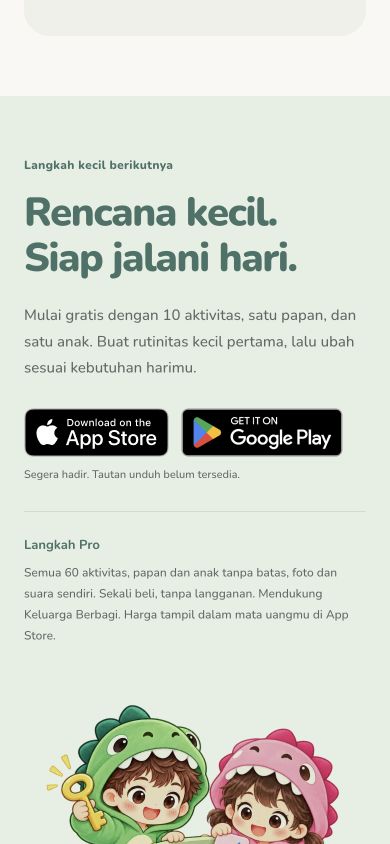 Langkah kecil berikutnya
Rencana kecil.
Siap jalani hari.
Mulai gratis dengan 10 aktivitas, satu papan, dan
satu anak. Buat rutinitas kecil pertama, lalu ubah
sesuai kebutuhan harimu.
Download on the
App Store
GET IT ON
Google Play
Segera hadir. Tautan unduh belum tersedia.
Langkah Pro
Semua 60 aktivitas, papan dan anak tanpa batas, foto dan
suara sendiri. Sekali beli, tanpa langganan. Mendukung
Keluarga Berbagi. Harga tampil dalam mata uangmu di App
Store.